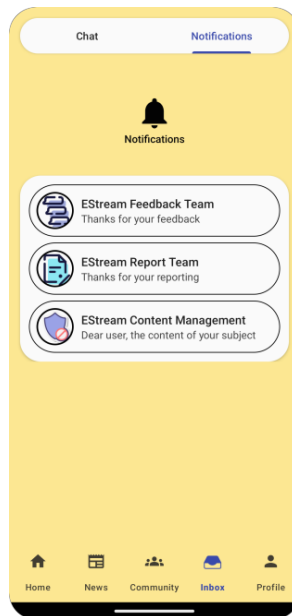 Chat Notifications
Notifications
EStream Feedback Team
Thanks for your feedback
EStream Report Team
Thanks for your reporting
EStream Content Management
Dear user, the content of your subject
Home News Community Inbox Profile